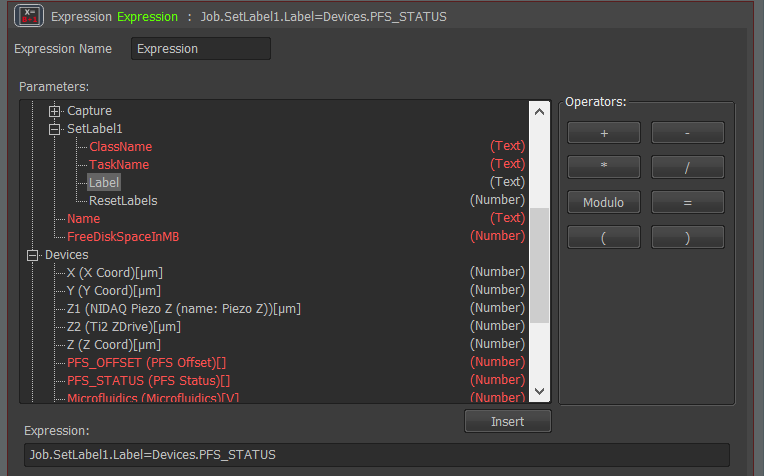 X=
Expression Expression : Job.SetLabel1.Label=Devices.PFS_STATUS
Expression Name Expression
Parameters:
Operators:
Capture
SetLabel1
ClassName (Text)
TaskName (Text)
Label (Text)
ResetLabels (Number)
Name (Text)
FreeDiskSpaceInMB (Number)
Devices
X (X Coord)[µm] (Number)
Y (Y Coord)[µm] (Number)
Z1 (NIDAQ Piezo Z (name: Piezo Z))[µm] (Number)
Z2 (Ti2 ZDrive)[µm] (Number)
Z (Z Coord)[µm] (Number)
PFS_OFFSET (PFS Offset)[] (Number)
PFS_STATUS (PFS Status)[] (Number)
Microfluidics (Microfluidics)[V] (Number)
+ -
* /
Modulo =
( )
Insert
Expression:
Job.SetLabel1.Label=Devices.PFS_STATUS